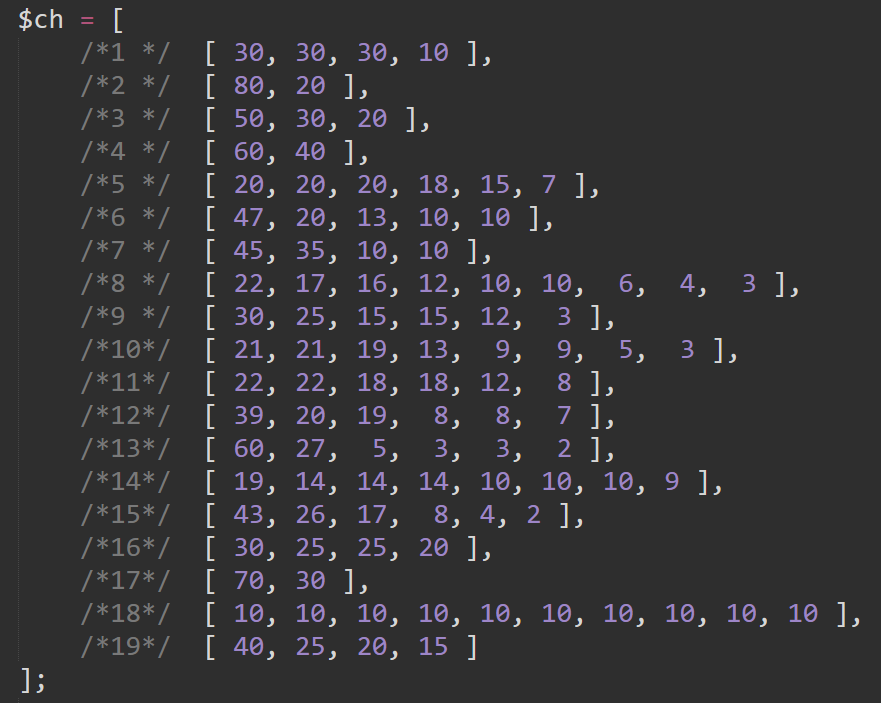 $ch = [
    /*1 */  [ 30, 30, 30, 10 ],
    /*2 */  [ 80, 20 ],
    /*3 */  [ 50, 30, 20 ],
    /*4 */  [ 60, 40 ],
    /*5 */  [ 20, 20, 20, 18, 15, 7 ],
    /*6 */  [ 47, 20, 13, 10, 10 ],
    /*7 */  [ 45, 35, 10, 10 ],
    /*8 */  [ 22, 17, 16, 12, 10, 10,  6,  4,  3 ],
    /*9 */  [ 30, 25, 15, 15, 12,  3 ],
    /*10*/  [ 21, 21, 19, 13,  9,  9,  5,  3 ],
    /*11*/  [ 22, 22, 18, 18, 12,  8 ],
    /*12*/  [ 39, 20, 19,  8,  8,  7 ],
    /*13*/  [ 60, 27,  5,  3,  3,  2 ],
    /*14*/  [ 19, 14, 14, 14, 10, 10, 10, 9 ],
    /*15*/  [ 43, 26, 17,  8, 4, 2 ],
    /*16*/  [ 30, 25, 25, 20 ],
    /*17*/  [ 70, 30 ],
    /*18*/  [ 10, 10, 10, 10, 10, 10, 10, 10, 10, 10 ],
    /*19*/  [ 40, 25, 20, 15 ]
];